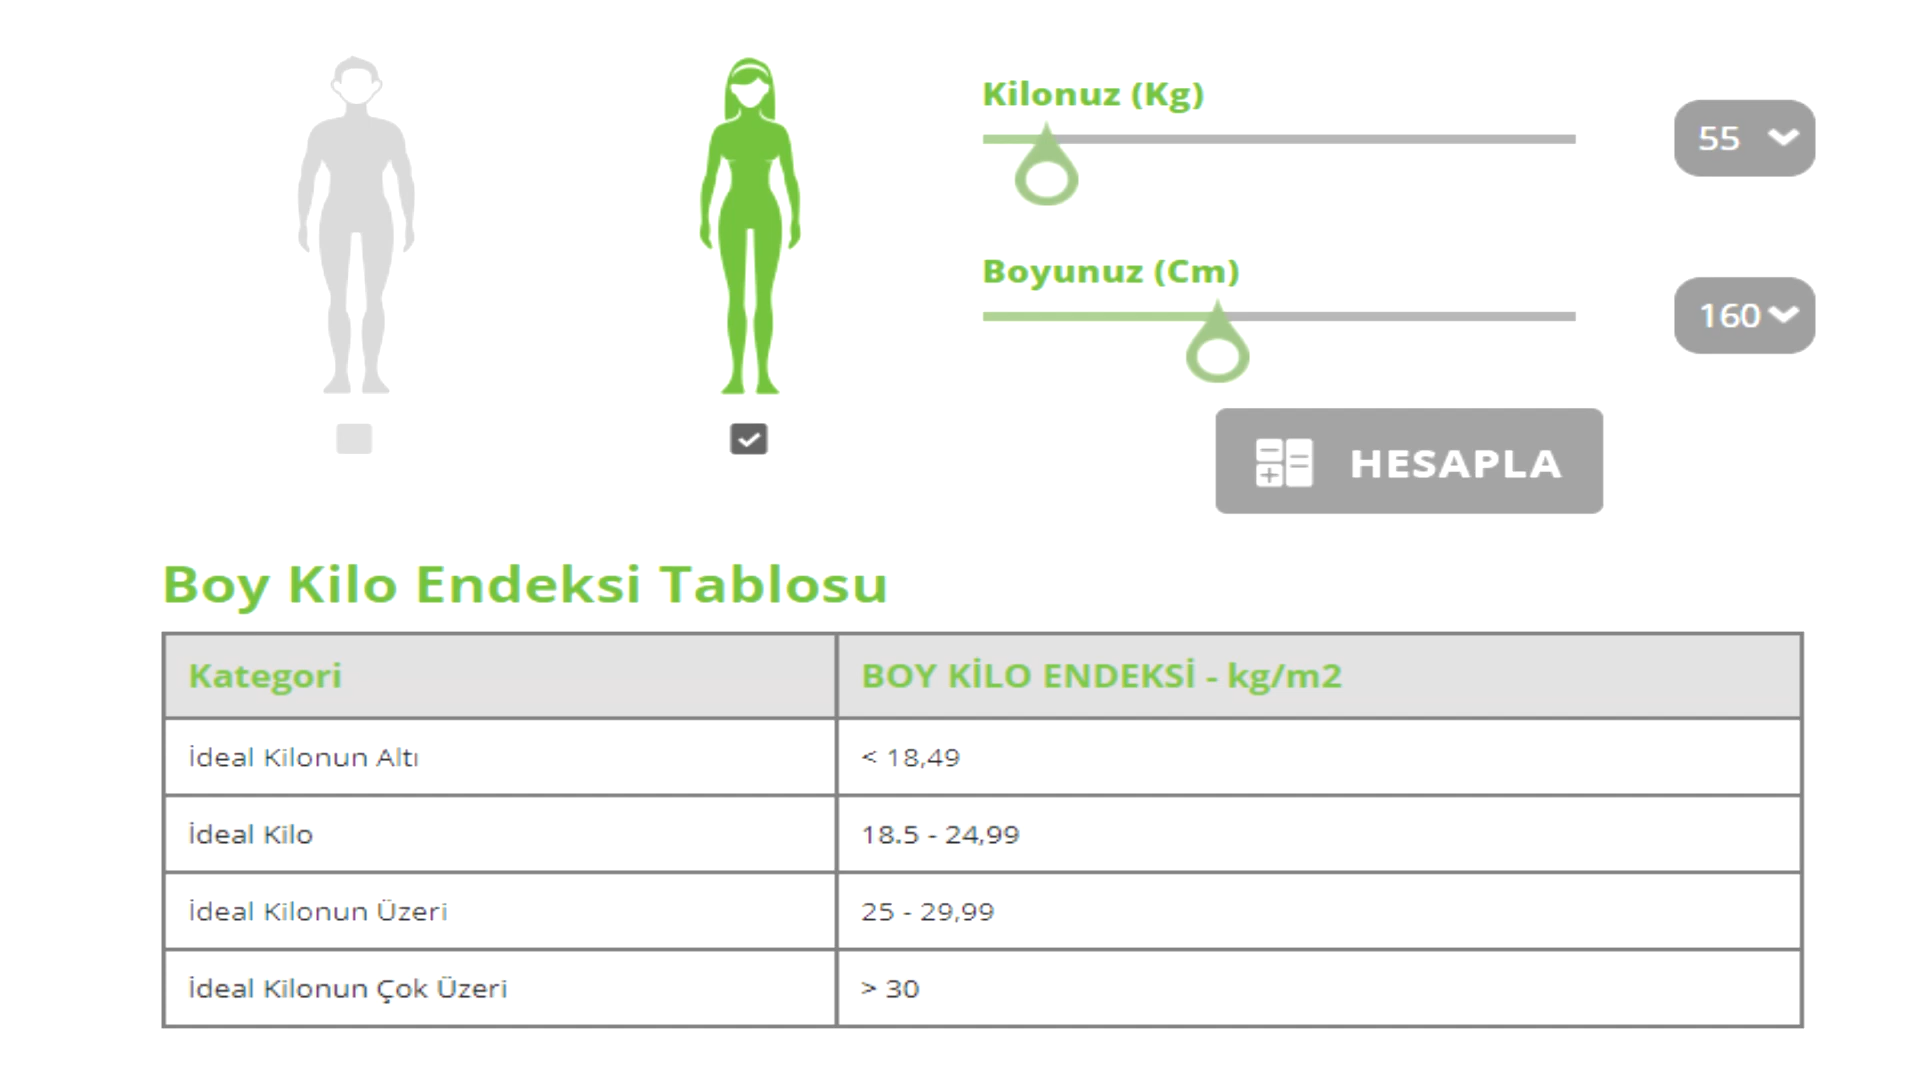 Kilonuz (Kg)
55
Boyunuz (Cm)
160
HESAPLA
Boy Kilo Endeksi Tablosu
Kategori BOY KİLO ENDEKSİ - kg/m2
İdeal Kilonun Altı < 18,49
İdeal Kilo 18.5 - 24,99
İdeal Kilonun Üzeri 25 - 29,99
İdeal Kilonun Çok Üzeri > 30